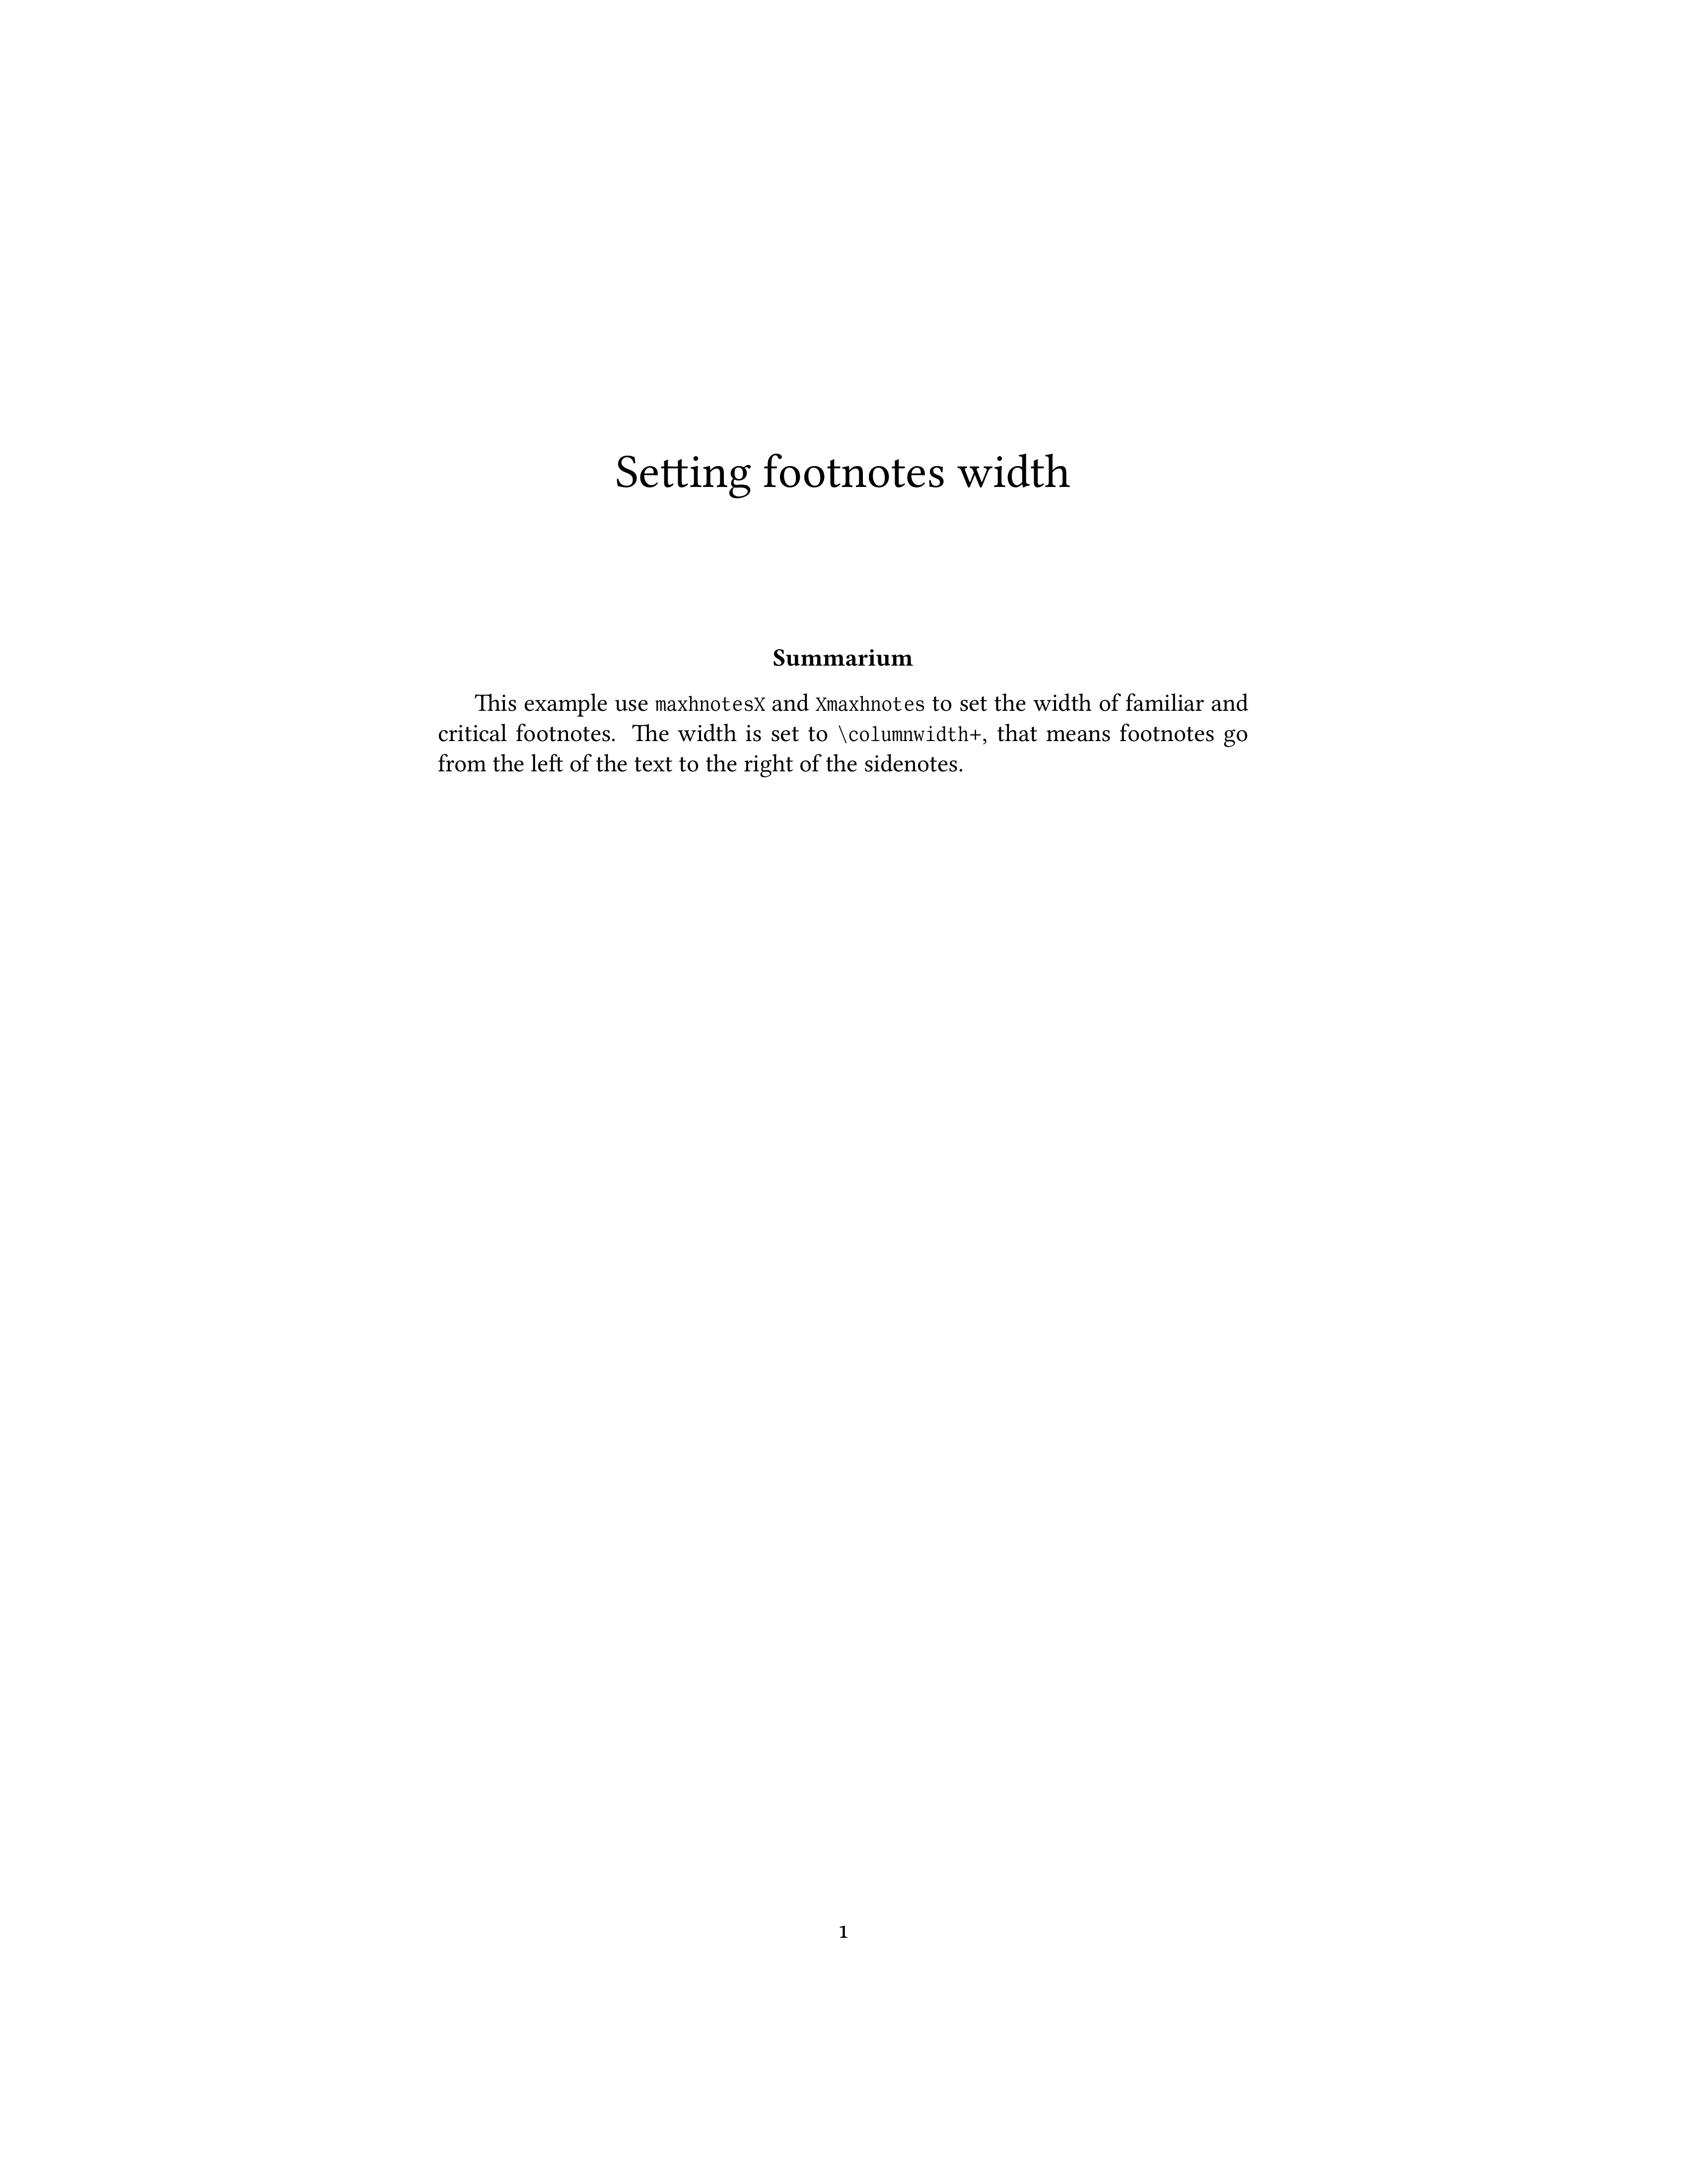 Setting footnotes width
Summarium
This example use maxhnotesX and Xmaxhnotes to set the width of familiar and
critical footnotes. The width is set to \columnwidth+, that means footnotes go
from the left of the text to the right of the sidenotes.
1